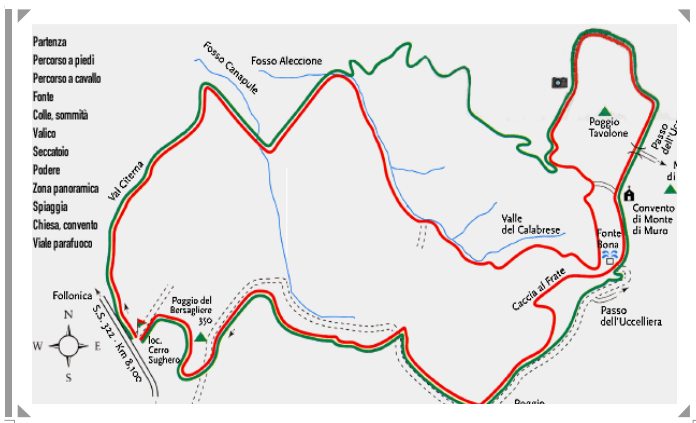 Partenza
Percorso a piedi
Percorso a cavallo
Fonte
Colle, sommità
Valico
Seccatoio
Podere
Zona panoramica
Spiaggia
Chiesa, convento
Viale parafuoco
Fosso Canapule
Fosso Aleccione
Val Citerna
Poggio
Tavolone
Passo
Convento
di Monte
di Muro
Valle
del Calabrese
Fonte
Bona
Caccia al Frate
Passo
dell'Uccelliera
Follonica
S.S. 322 - Km 8,100
Poggio del
Bersagliere
350
loc.
Cerro
Sughero
N
W E
S
Poggio